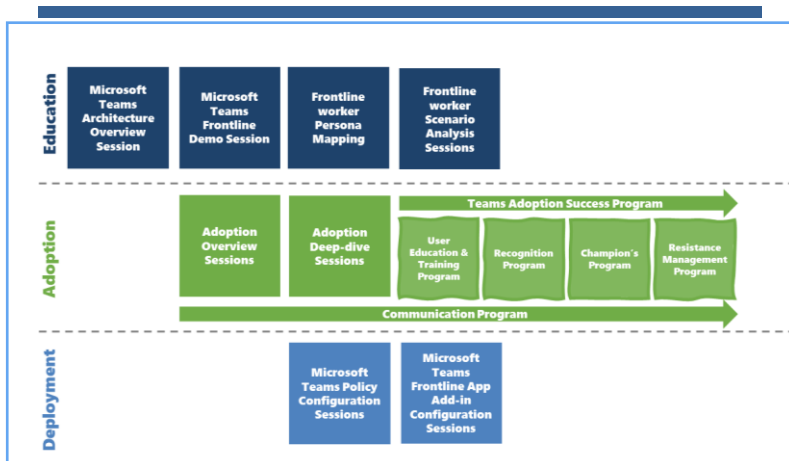 Education
Microsoft
Teams
Architecture
Overview
Session
Microsoft
Teams
Frontline
Demo Session
Frontline
worker
Persona
Mapping
Frontline
worker
Scenario
Analysis
Sessions
Adoption
Adoption
Overview
Sessions
Adoption
Deep-dive
Sessions
Teams Adoption Success Program
User
Education &
Training
Program
Recognition
Program
Champion's
Program
Resistance
Management
Program
Communication Program
Deployment
Microsoft
Teams Policy
Configuration
Sessions
Microsoft
Teams
Frontline App
Add-in
Configuration
Sessions